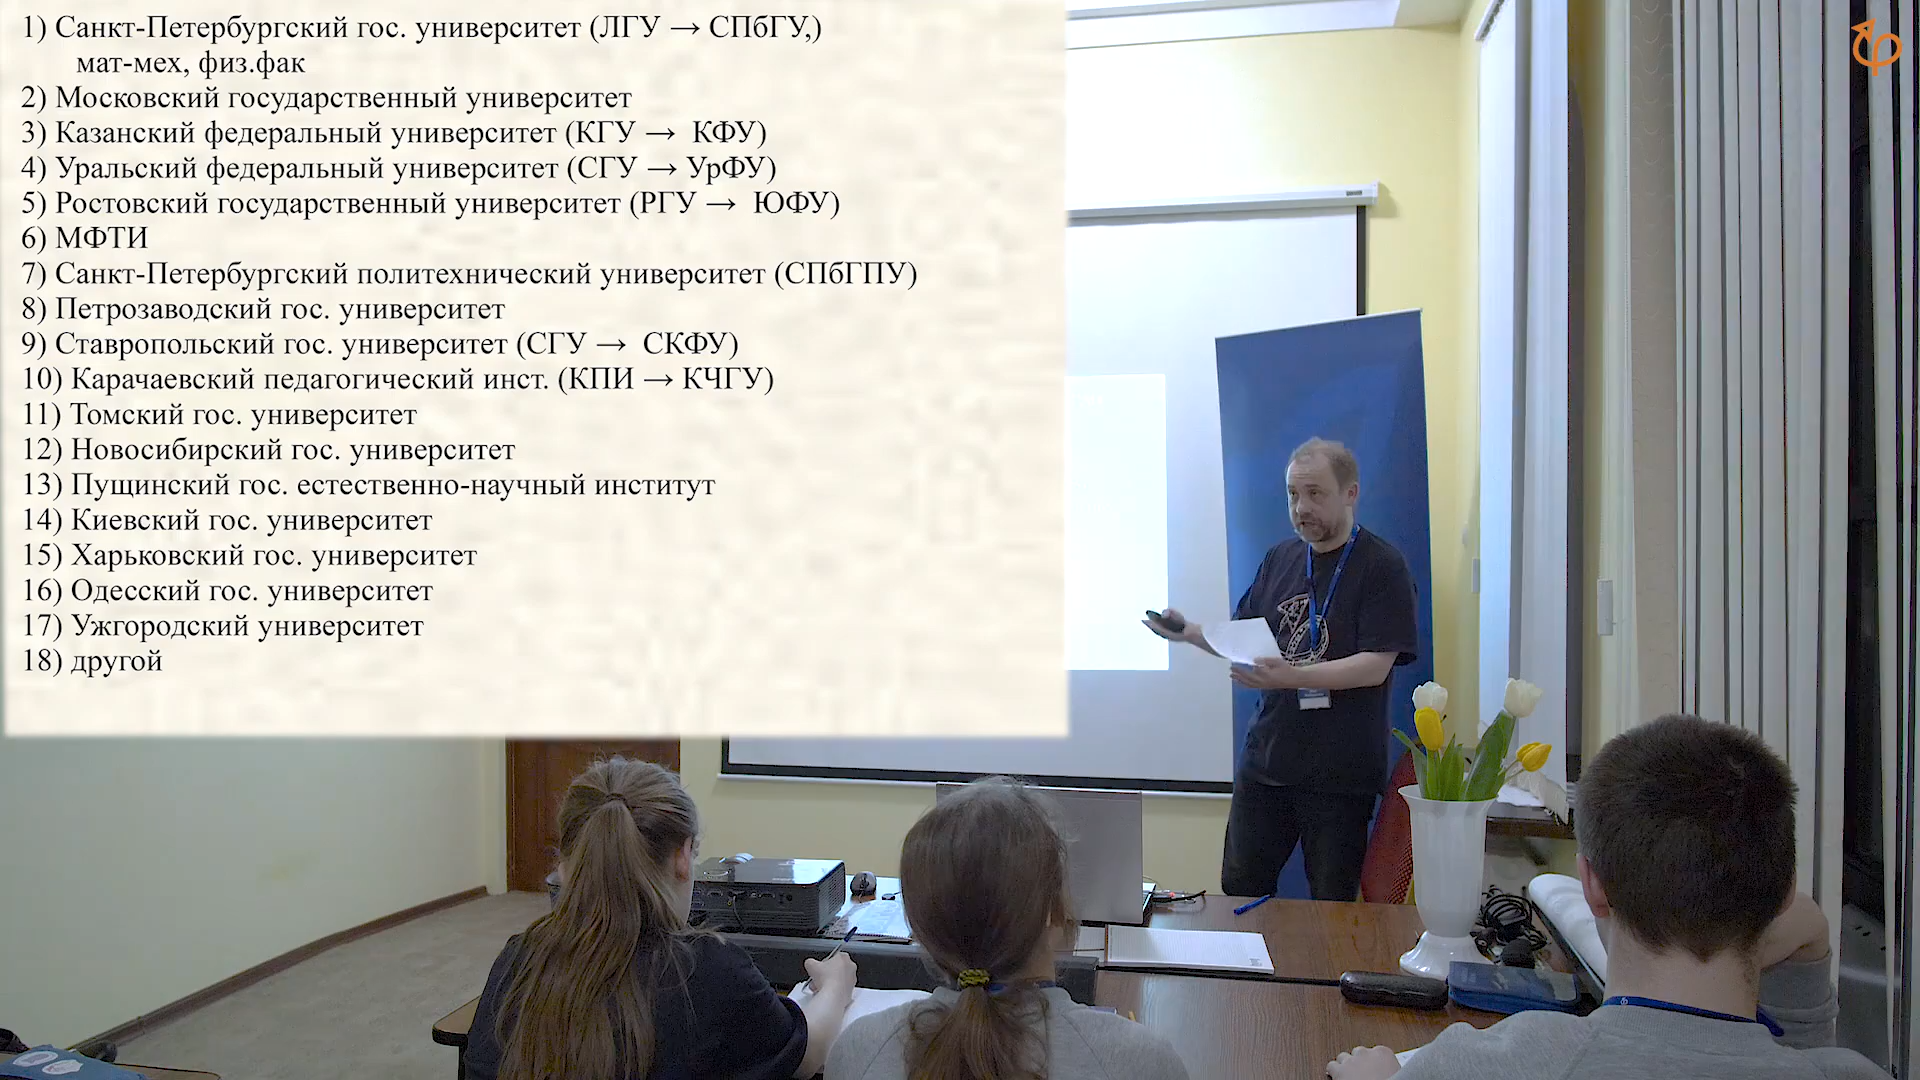 1) Санкт-Петербургский гос. университет (ЛГУ → СПбГУ,)
мат-мех, физ.фак
2) Московский государственный университет
3) Казанский федеральный университет (КГУ → КФУ)
4) Уральский федеральный университет (СГУ → УрФУ)
5) Ростовский государственный университет (РГУ → ЮФУ)
6) МФТИ
7) Санкт-Петербургский политехнический университет (СПбГПУ)
8) Петрозаводский гос. университет
9) Ставропольский гос. университет (СГУ → СКФУ)
10) Карачаевский педагогический инст. (КПИ → КЧГУ)
11) Томский гос. университет
12) Новосибирский гос. университет
13) Пущинский гос. естественно-научный институт
14) Киевский гос. университет
15) Харьковский гос. университет
16) Одесский гос. университет
17) Ужгородский университет
18) другой